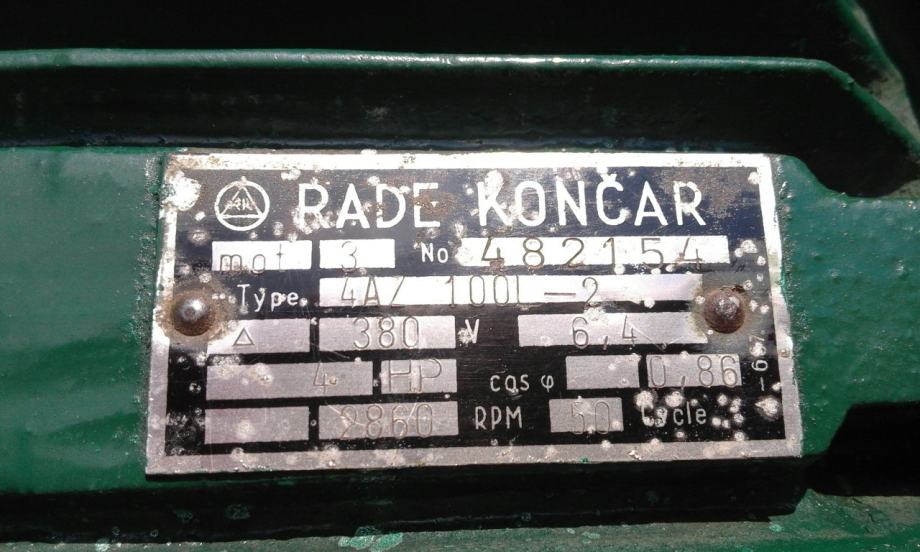 RADE KONČAR
mot 3 No 482154
Type 4AZ 100L-2
Δ 380 V 6,4
4 HP cos φ 0,86
2860 RPM 50 Cycle